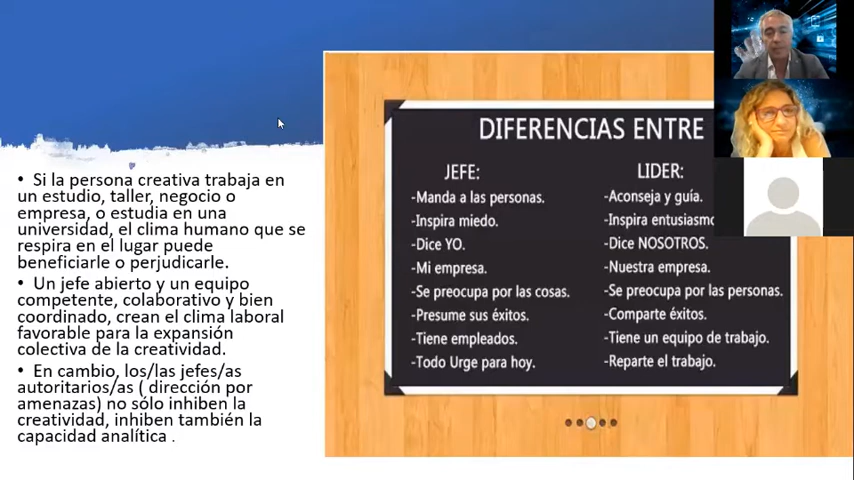 • Si la persona creativa trabaja en
un estudio, taller, negocio o
empresa, o estudia en una
universidad, el clima humano que se
respira en el lugar puede
beneficiarle o perjudicarle.
• Un jefe abierto y un equipo
competente, colaborativo y bien
coordinado, crean el clima laboral
favorable para la expansión
colectiva de la creatividad.
• En cambio, los/las jefes/as
autoritarios/as ( dirección por
amenazas) no sólo inhiben la
creatividad, inhiben también la
capacidad analítica .
DIFERENCIAS ENTRE
JEFE:
-Manda a las personas.
-Inspira miedo.
-Dice YO.
-Mi empresa.
-Se preocupa por las cosas.
-Presume sus éxitos.
-Tiene empleados.
-Todo Urge para hoy.
LIDER:
-Aconseja y guía.
-Inspira entusiasmo
-Dice NOSOTROS.
-Nuestra empresa.
-Se preocupa por las personas.
-Comparte éxitos.
-Tiene un equipo de trabajo.
-Reparte el trabajo.